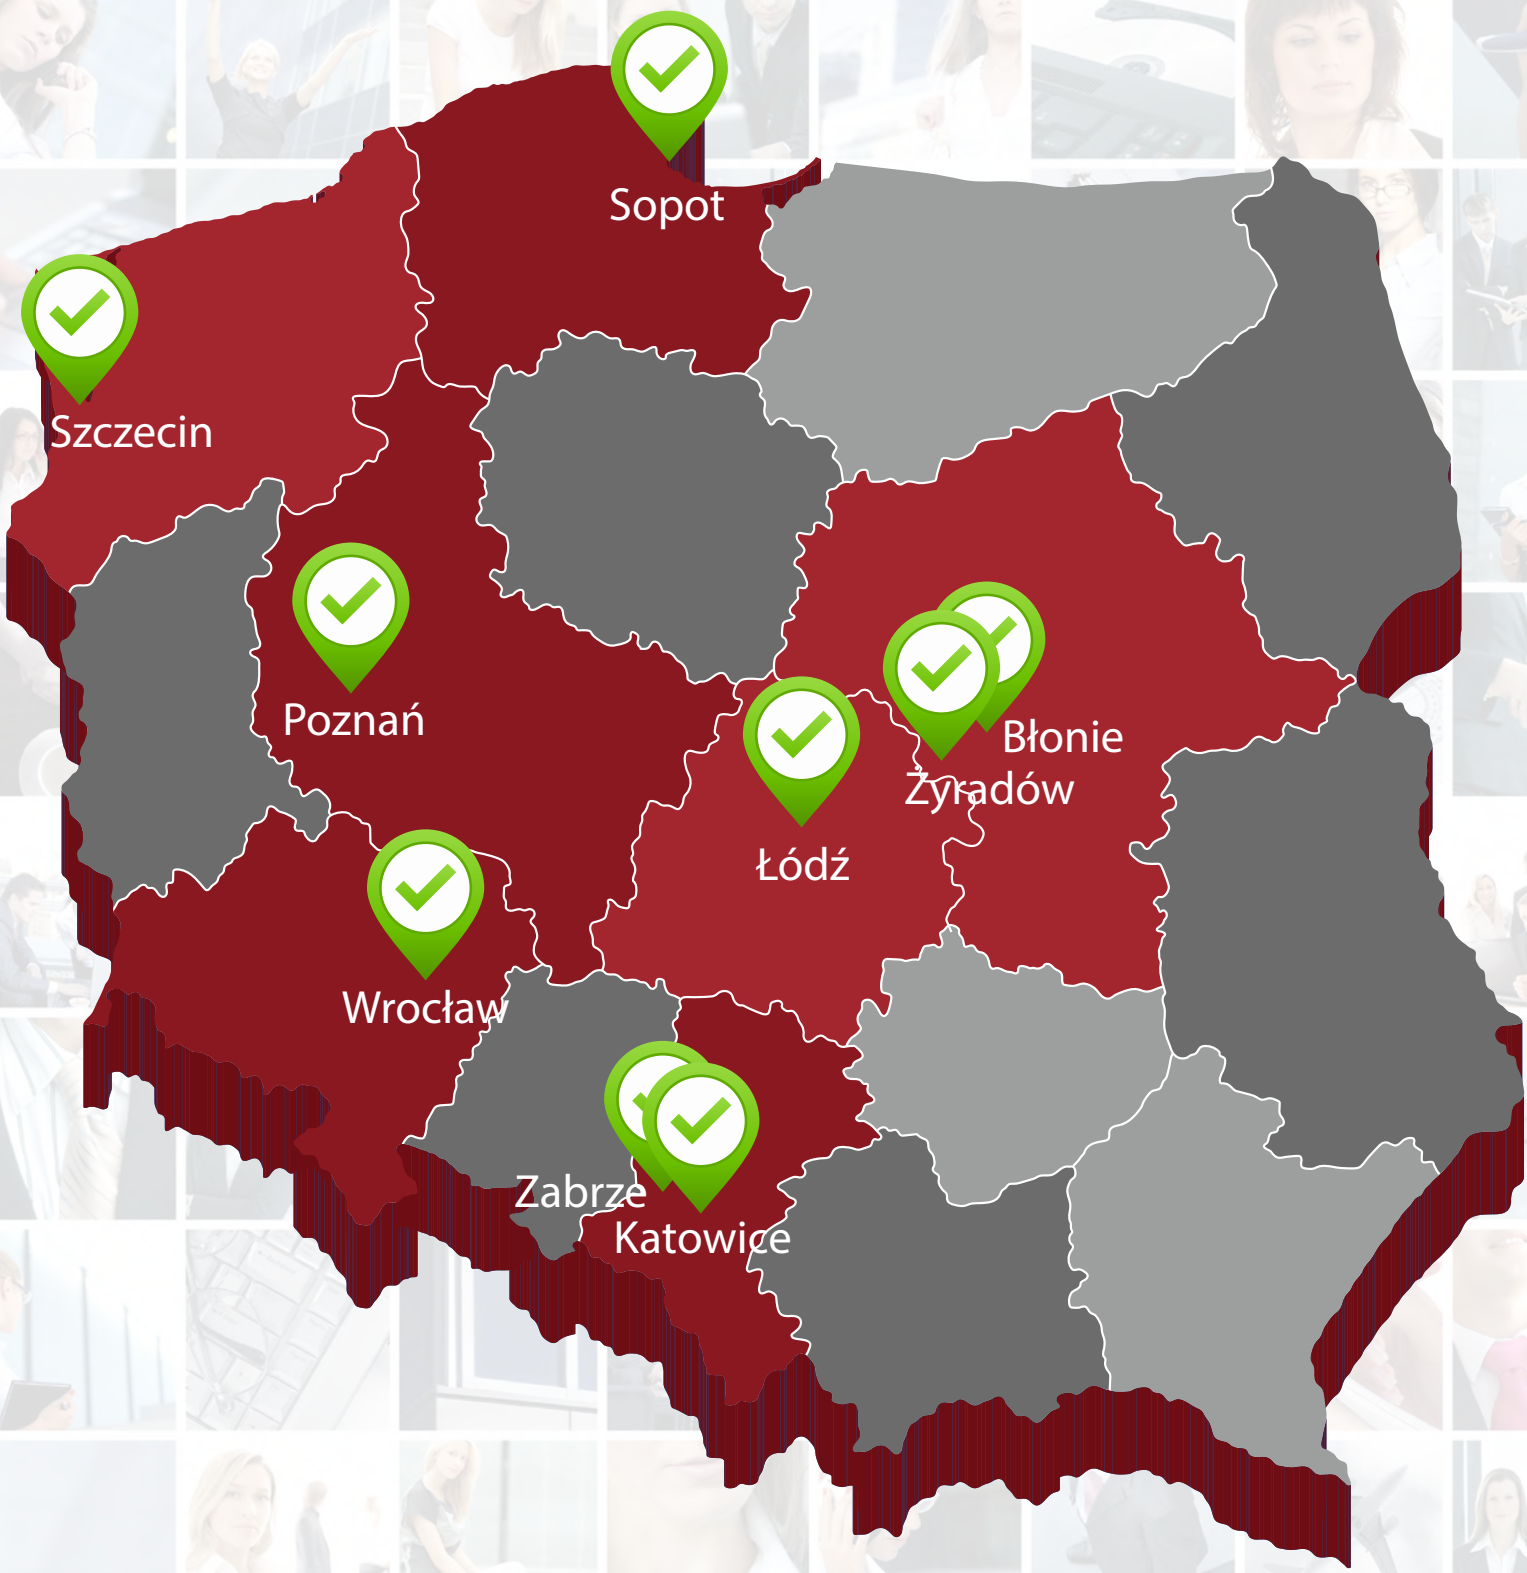 Sopot
Szczecin
Poznań
Błonie
Żyradów
Łódź
Wrocław
Zabrze
Katowice